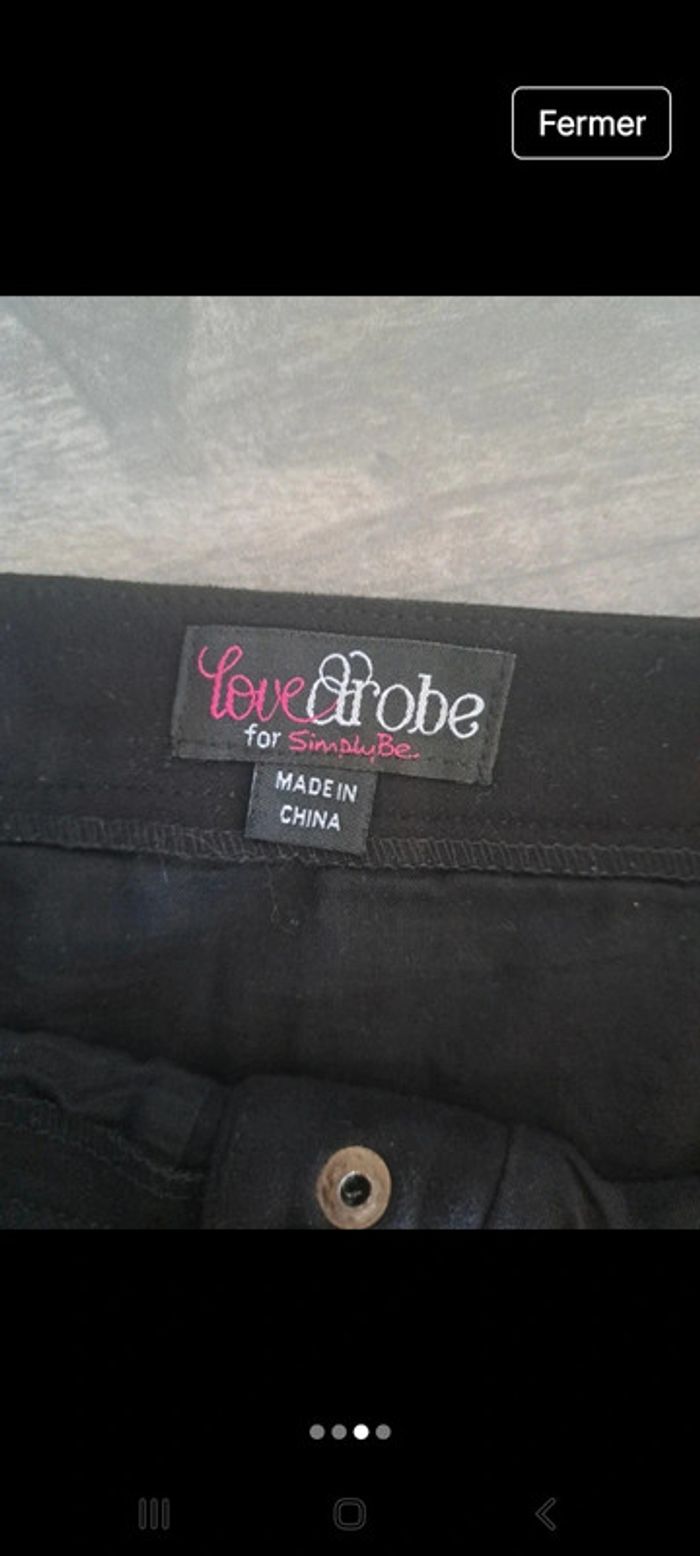 Fermer
lovedrobe
for SimplyBe.
MADE IN
CHINA